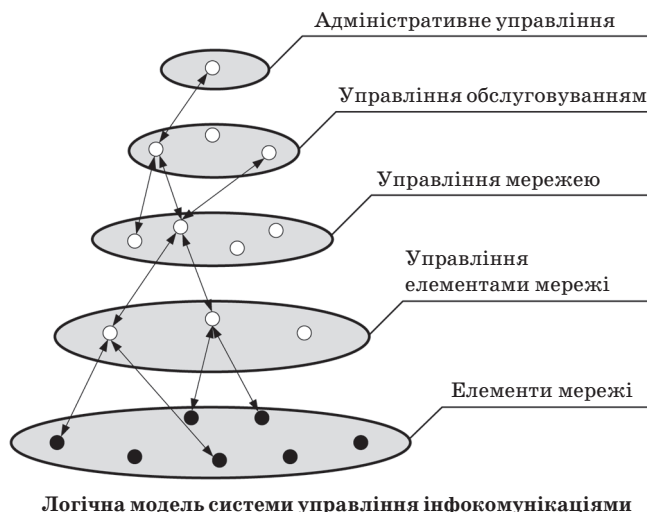 Адміністративне управління
Управління обслуговуванням
Управління мережею
Управління
елементами мережі
Елементи мережі
Логічна модель системи управління інфокомунікаціями